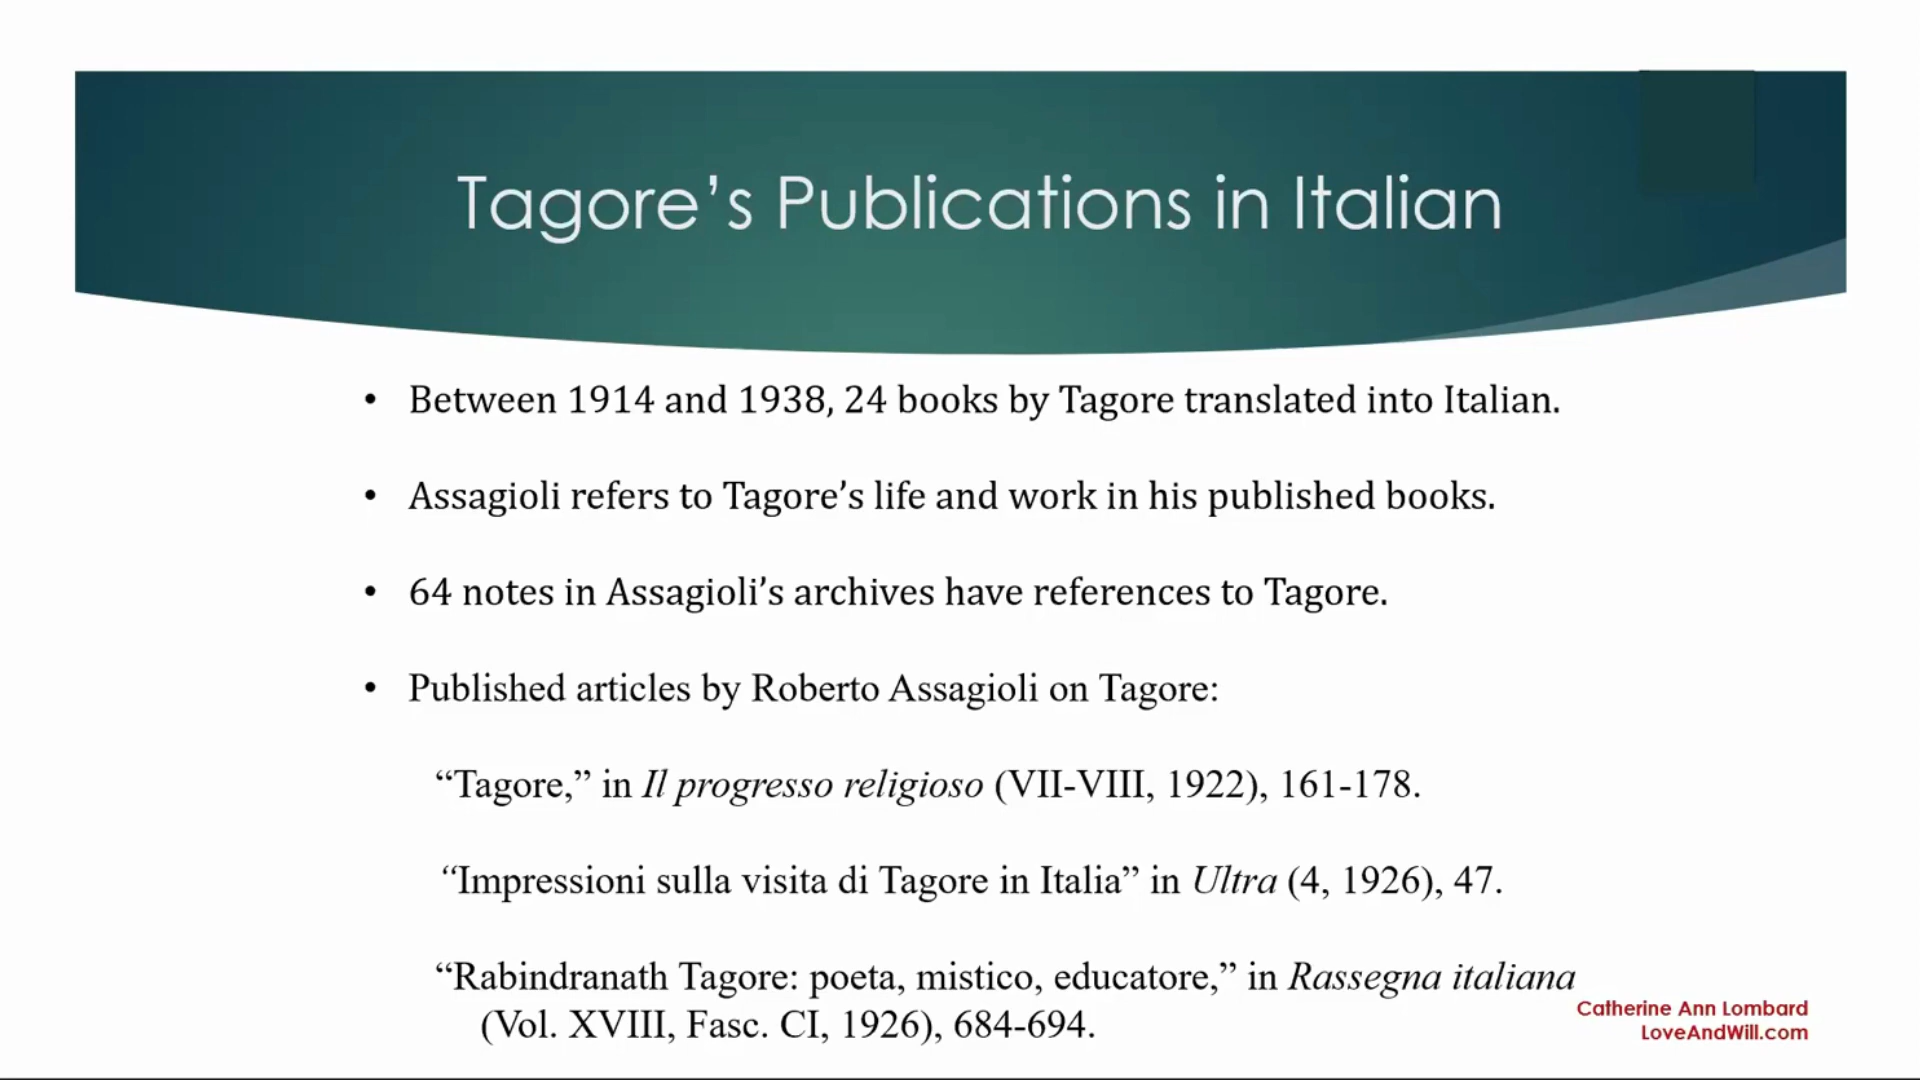 Tagore’s Publications in Italian
• Between 1914 and 1938, 24 books by Tagore translated into Italian.
• Assagioli refers to Tagore’s life and work in his published books.
• 64 notes in Assagioli’s archives have references to Tagore.
• Published articles by Roberto Assagioli on Tagore:
“Tagore,” in Il progresso religioso (VII-VIII, 1922), 161-178.
“Impressioni sulla visita di Tagore in Italia” in Ultra (4, 1926), 47.
“Rabindranath Tagore: poeta, mistico, educatore,” in Rassegna italiana
(Vol. XVIII, Fasc. CI, 1926), 684-694.
Catherine Ann Lombard
LoveAndWill.com